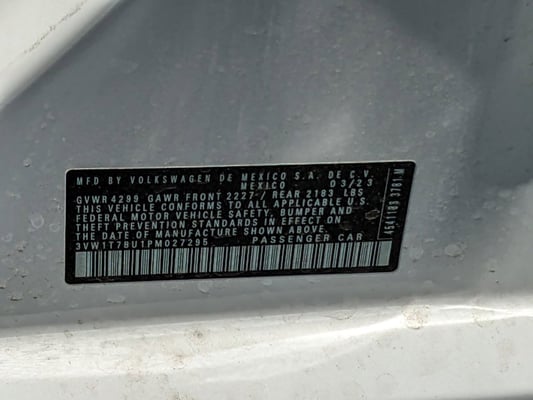 MFD BY VOLKSWAGEN DE MEXICO S.A. DE C.V.
MEXICO 03/23
GVWR 4299 GAWR FRONT 2227/ REAR 2183 LBS
THIS VEHICLE CONFORMS TO ALL APPLICABLE U.S.
FEDERAL MOTOR VEHICLE SAFETY, BUMPER AND
THEFT PREVENTION STANDARDS IN EFFECT ON
THE DATE OF MANUFACTURE SHOWN ABOVE.
3VW1T7BU1PM027295 PASSENGER CAR